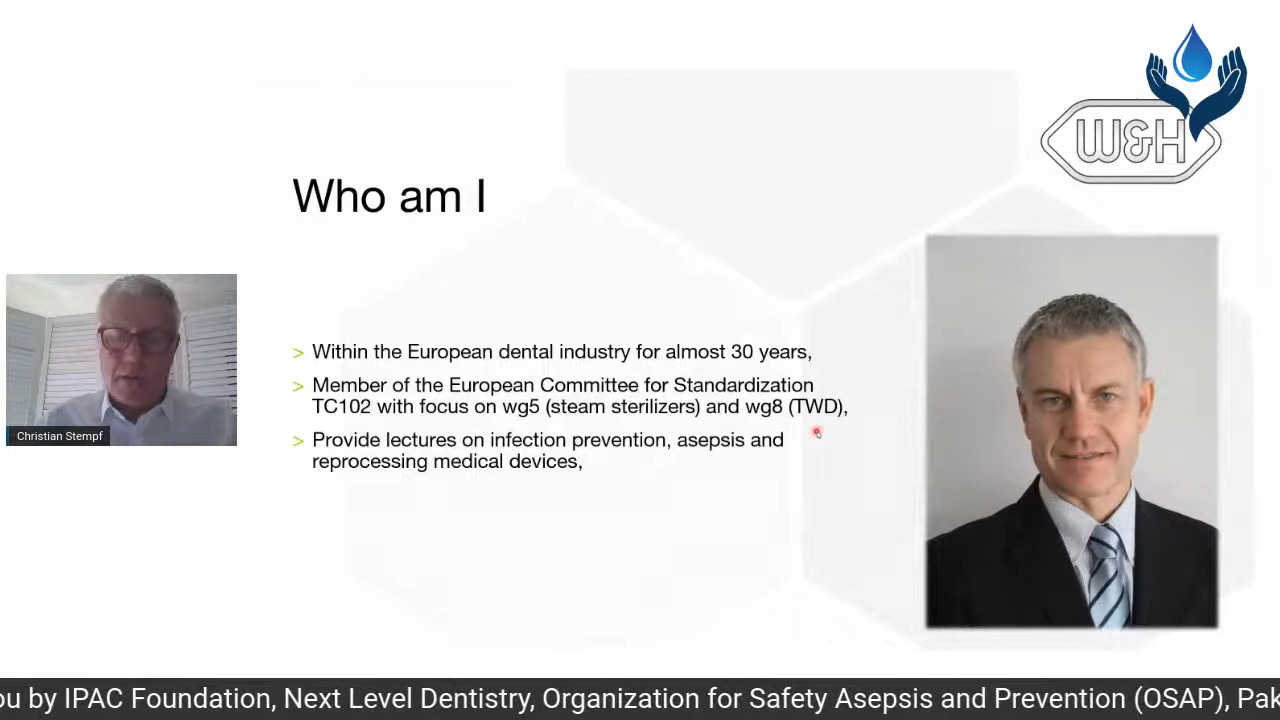 W&H
Who am I
> Within the European dental industry for almost 30 years,
> Member of the European Committee for Standardization
TC102 with focus on wg5 (steam sterilizers) and wg8 (TWD),
> Provide lectures on infection prevention, asepsis and
reprocessing medical devices,
Christian Stempf
ou by IPAC Foundation, Next Level Dentistry, Organization for Safety Asepsis and Prevention (OSAP), Pak